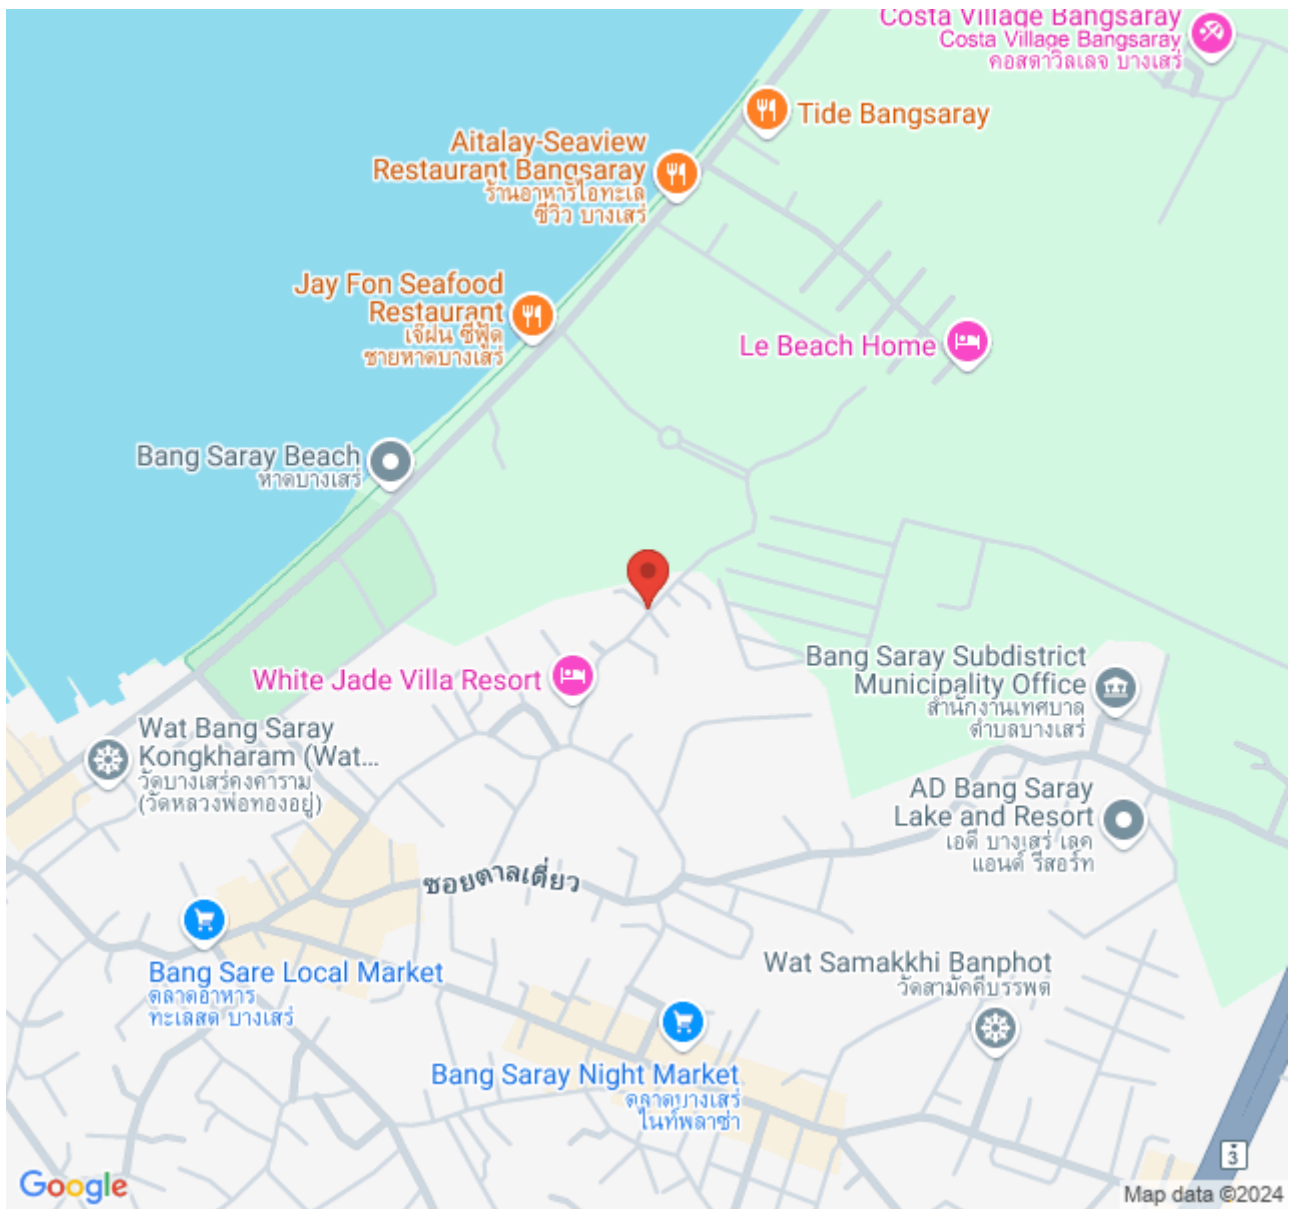 Costa Village Bangsaray
Costa Village Bangsaray
คอสต้าวิลเลจ บางเสร่
Tide Bangsaray
Aitalay-Seaview
Restaurant Bangsaray
ร้านอาหารไอทะเล
ซีวิว บางเสร่
Jay Fon Seafood
Restaurant
เจ๊ฝน ซีฟู้ด
ชายหาดบางเสร่
Le Beach Home
Bang Saray Beach
หาดบางเสร่
White Jade Villa Resort
Bang Saray Subdistrict
Municipality Office
สำนักงานเทศบาล
ตำบลบางเสร่
Wat Bang Saray
Kongkharam (Wat...
วัดบางเสร่คงคาราม
(วัดหลวงพ่อทองอยู่)
AD Bang Saray
Lake and Resort
เอดี บางเสร่ เลค
แอนด์ รีสอร์ท
ซอยตาลเดี่ยว
Bang Sare Local Market
ตลาดอาหาร
ทะเลสด บางเสร่
Wat Samakkhi Banphot
วัดสามัคคีบรรพต
Bang Saray Night Market
ตลาดบางเสร่
ไนท์พลาซ่า
3
Google
Map data ©2024